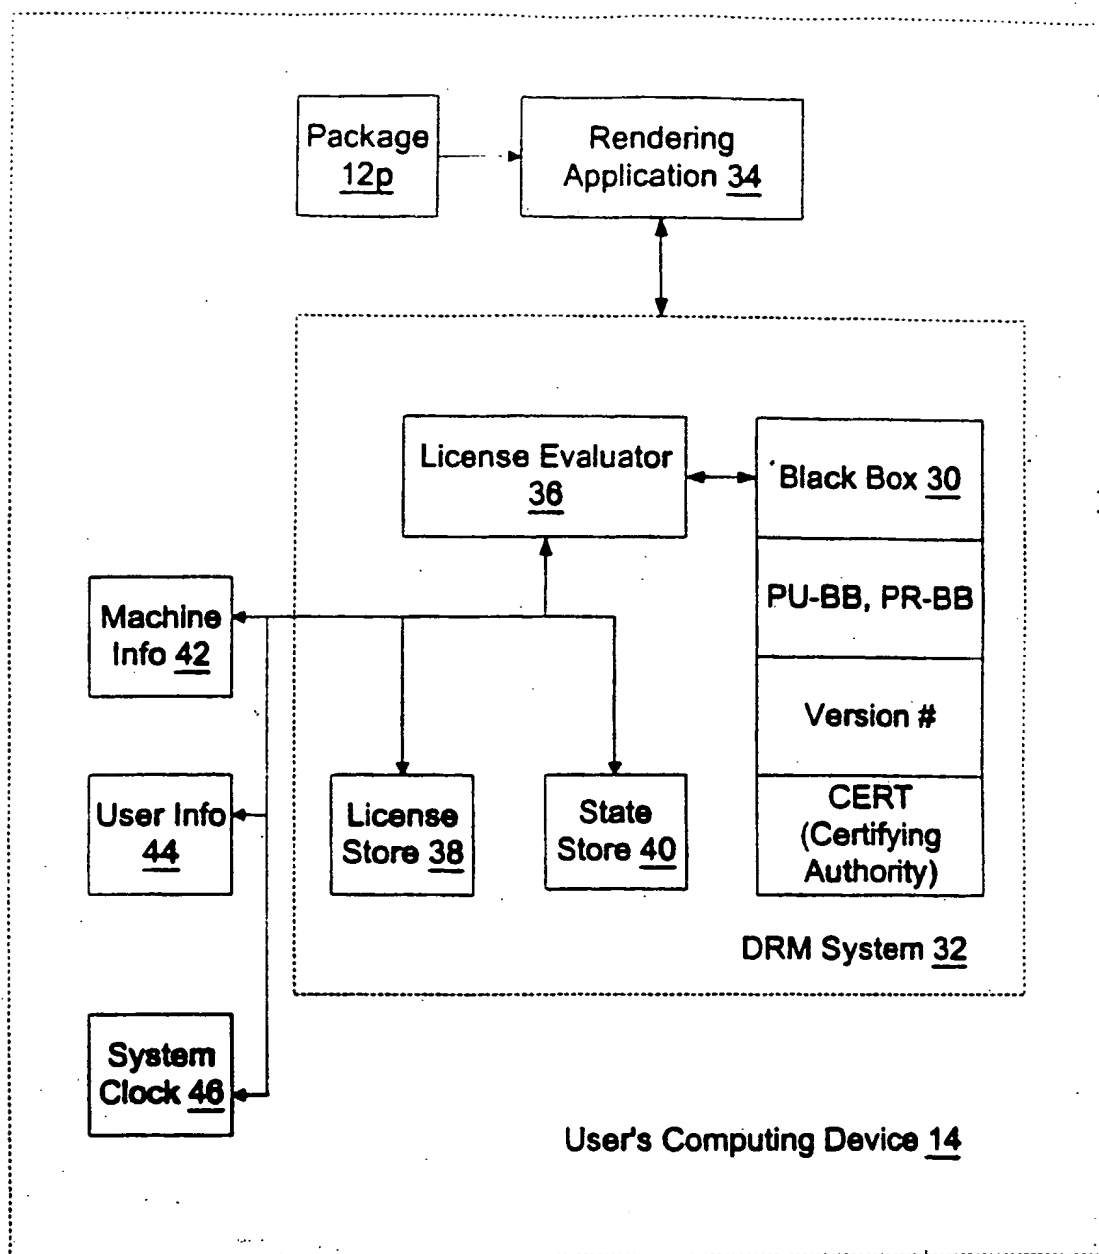 Package
12p
Rendering
Application 34
License Evaluator
36
Black Box 30
PU-BB, PR-BB
Version #
CERT
(Certifying
Authority)
Machine
Info 42
User Info
44
License
Store 38
State
Store 40
DRM System 32
System
Clock 46
User's Computing Device 14